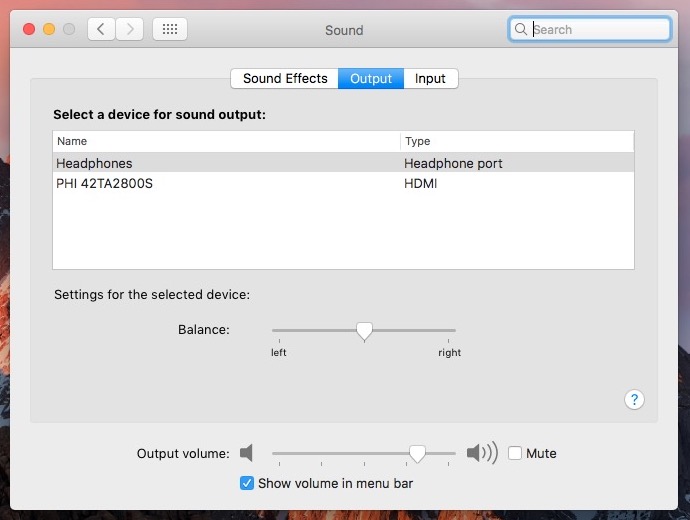 Sound
Search
Sound Effects Output Input
Select a device for sound output:
Name Type
Headphones Headphone port
PHI 42TA2800S HDMI
Settings for the selected device:
Balance:
left right
?
Output volume: Mute
Show volume in menu bar